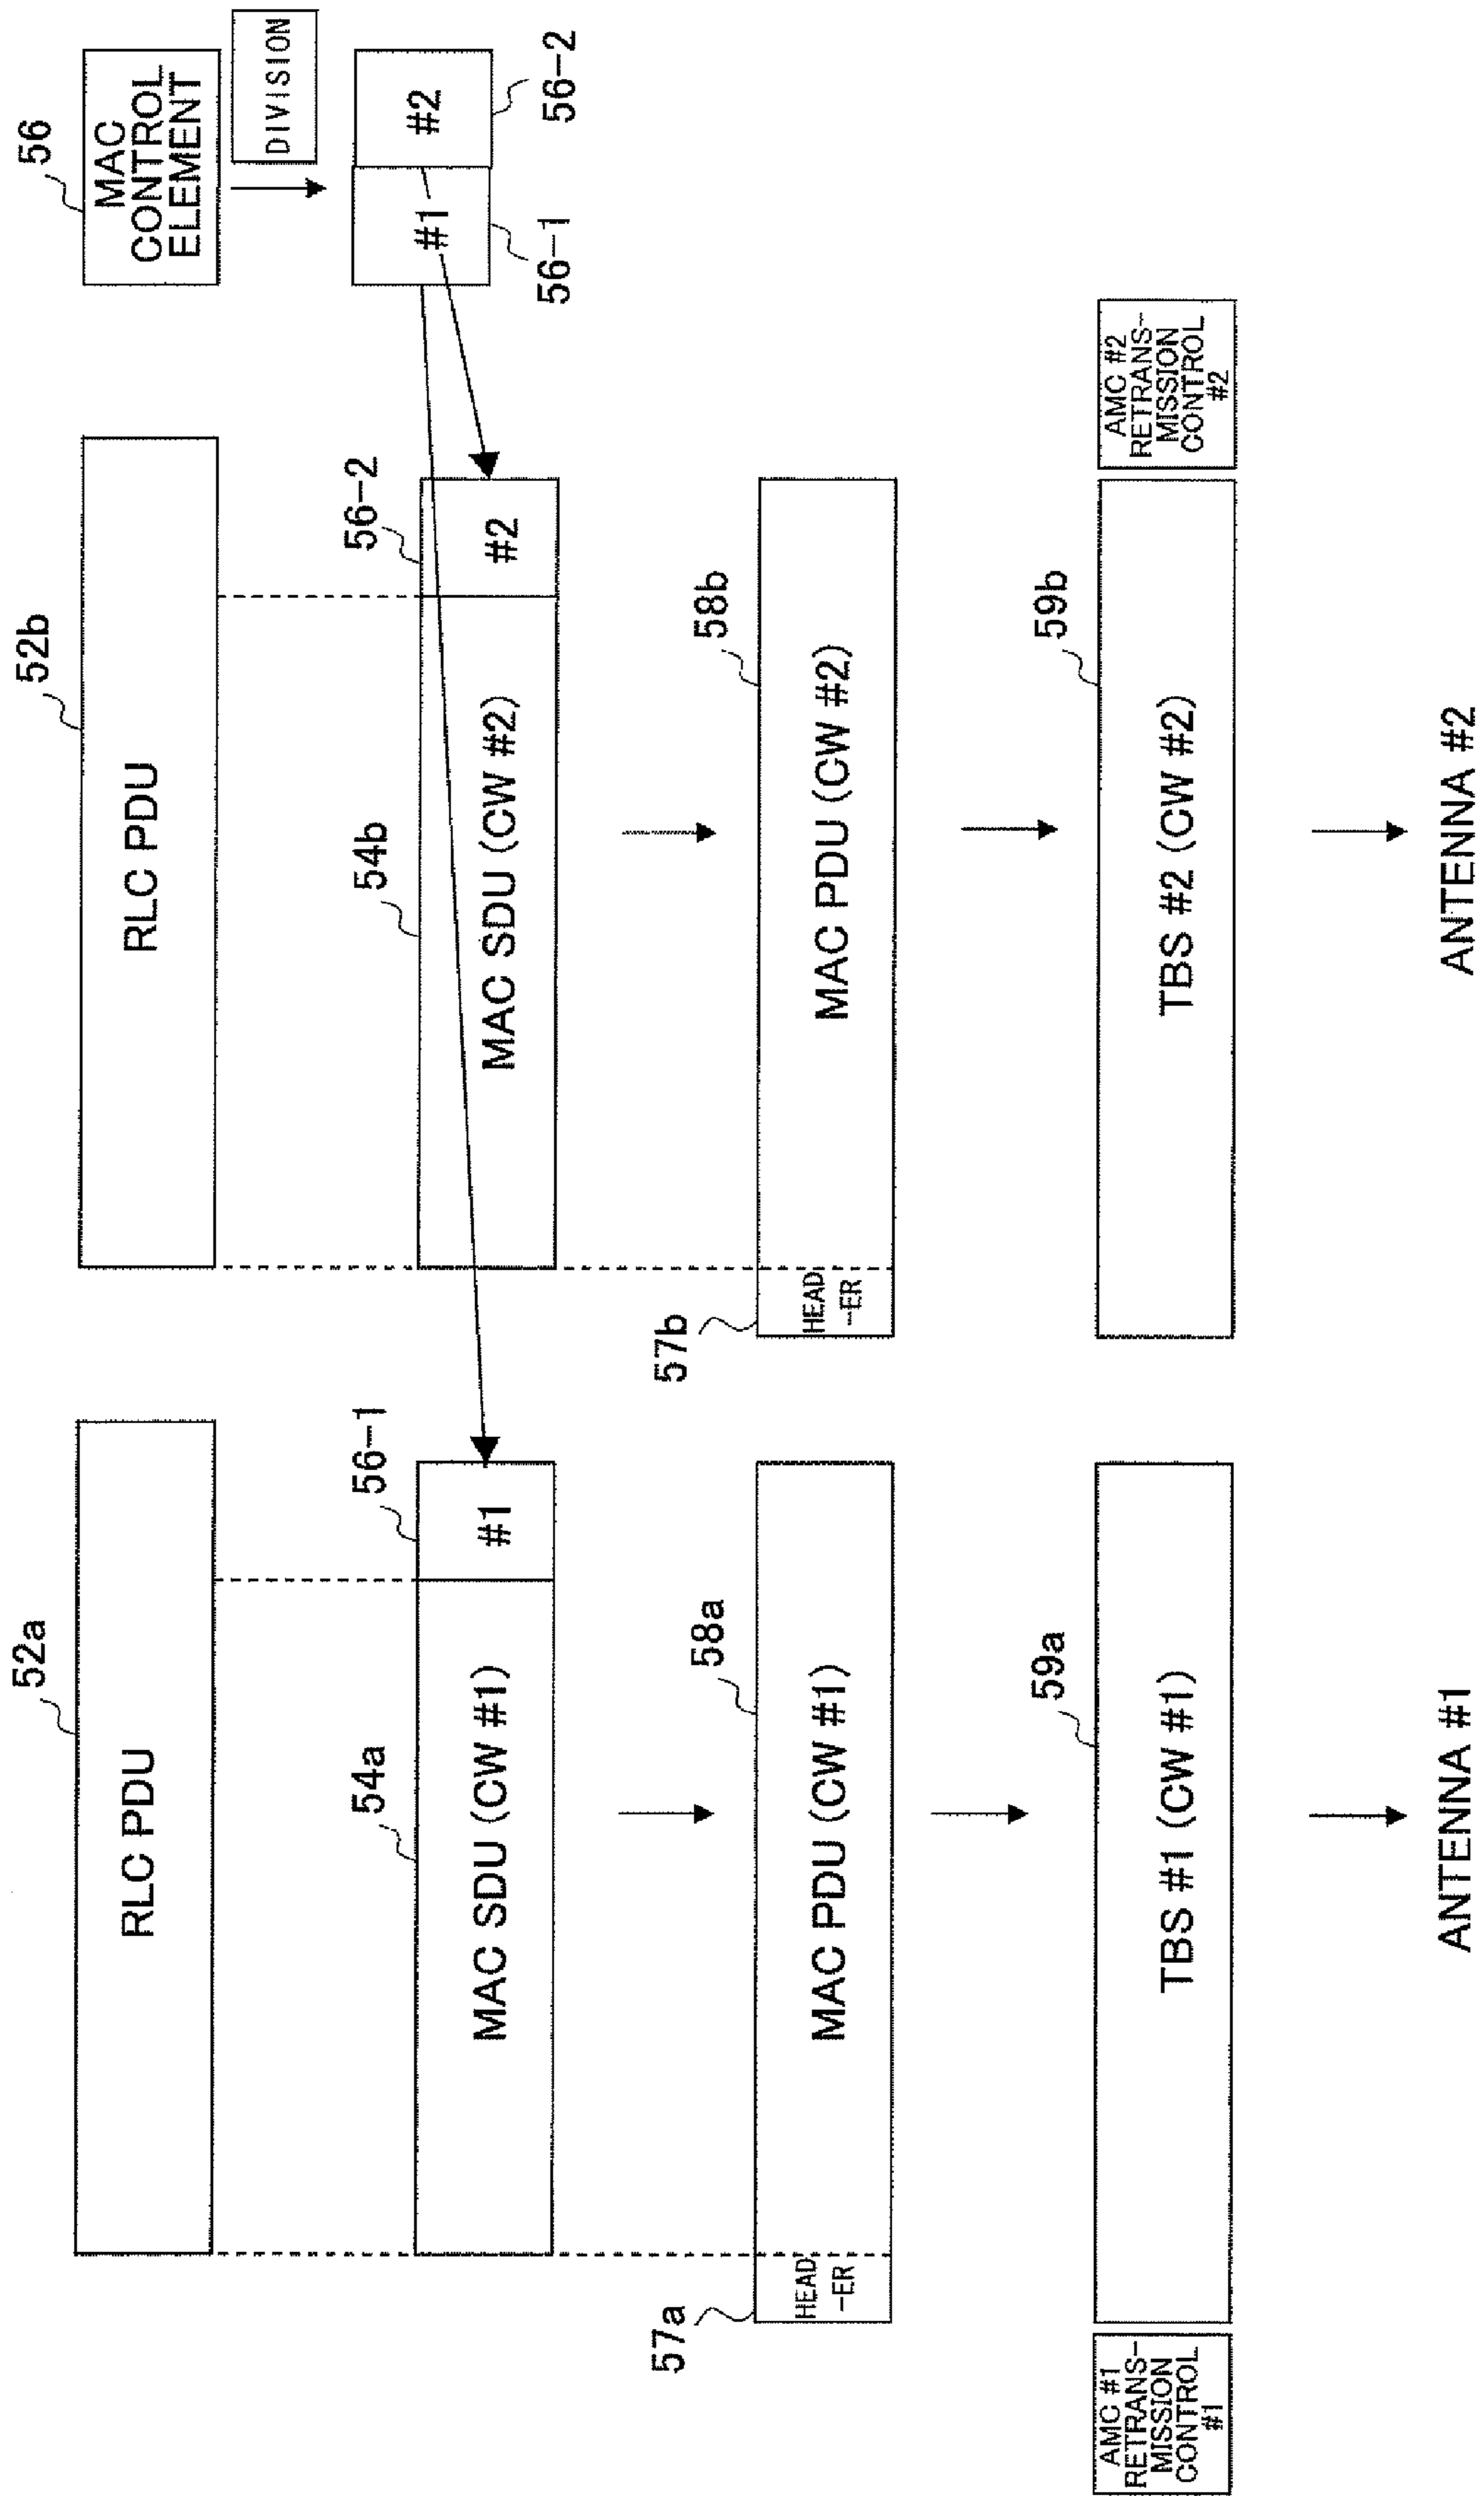 52a
RLC PDU
52b
RLC PDU
56
MAC
CONTROL
ELEMENT
DIVISION
#1
#2
56-1
56-2
54a
MAC SDU (CW #1)
56-1
#1
54b
MAC SDU (CW #2)
56-2
#2
57a
HEAD
-ER
58a
MAC PDU (CW #1)
57b
HEAD
-ER
58b
MAC PDU (CW #2)
AMC #1
RETRANS-
MISSION
CONTROL
#1
59a
TBS #1 (CW #1)
59b
TBS #2 (CW #2)
AMC #2
RETRANS-
MISSION
CONTROL
#2
ANTENNA #1
ANTENNA #2